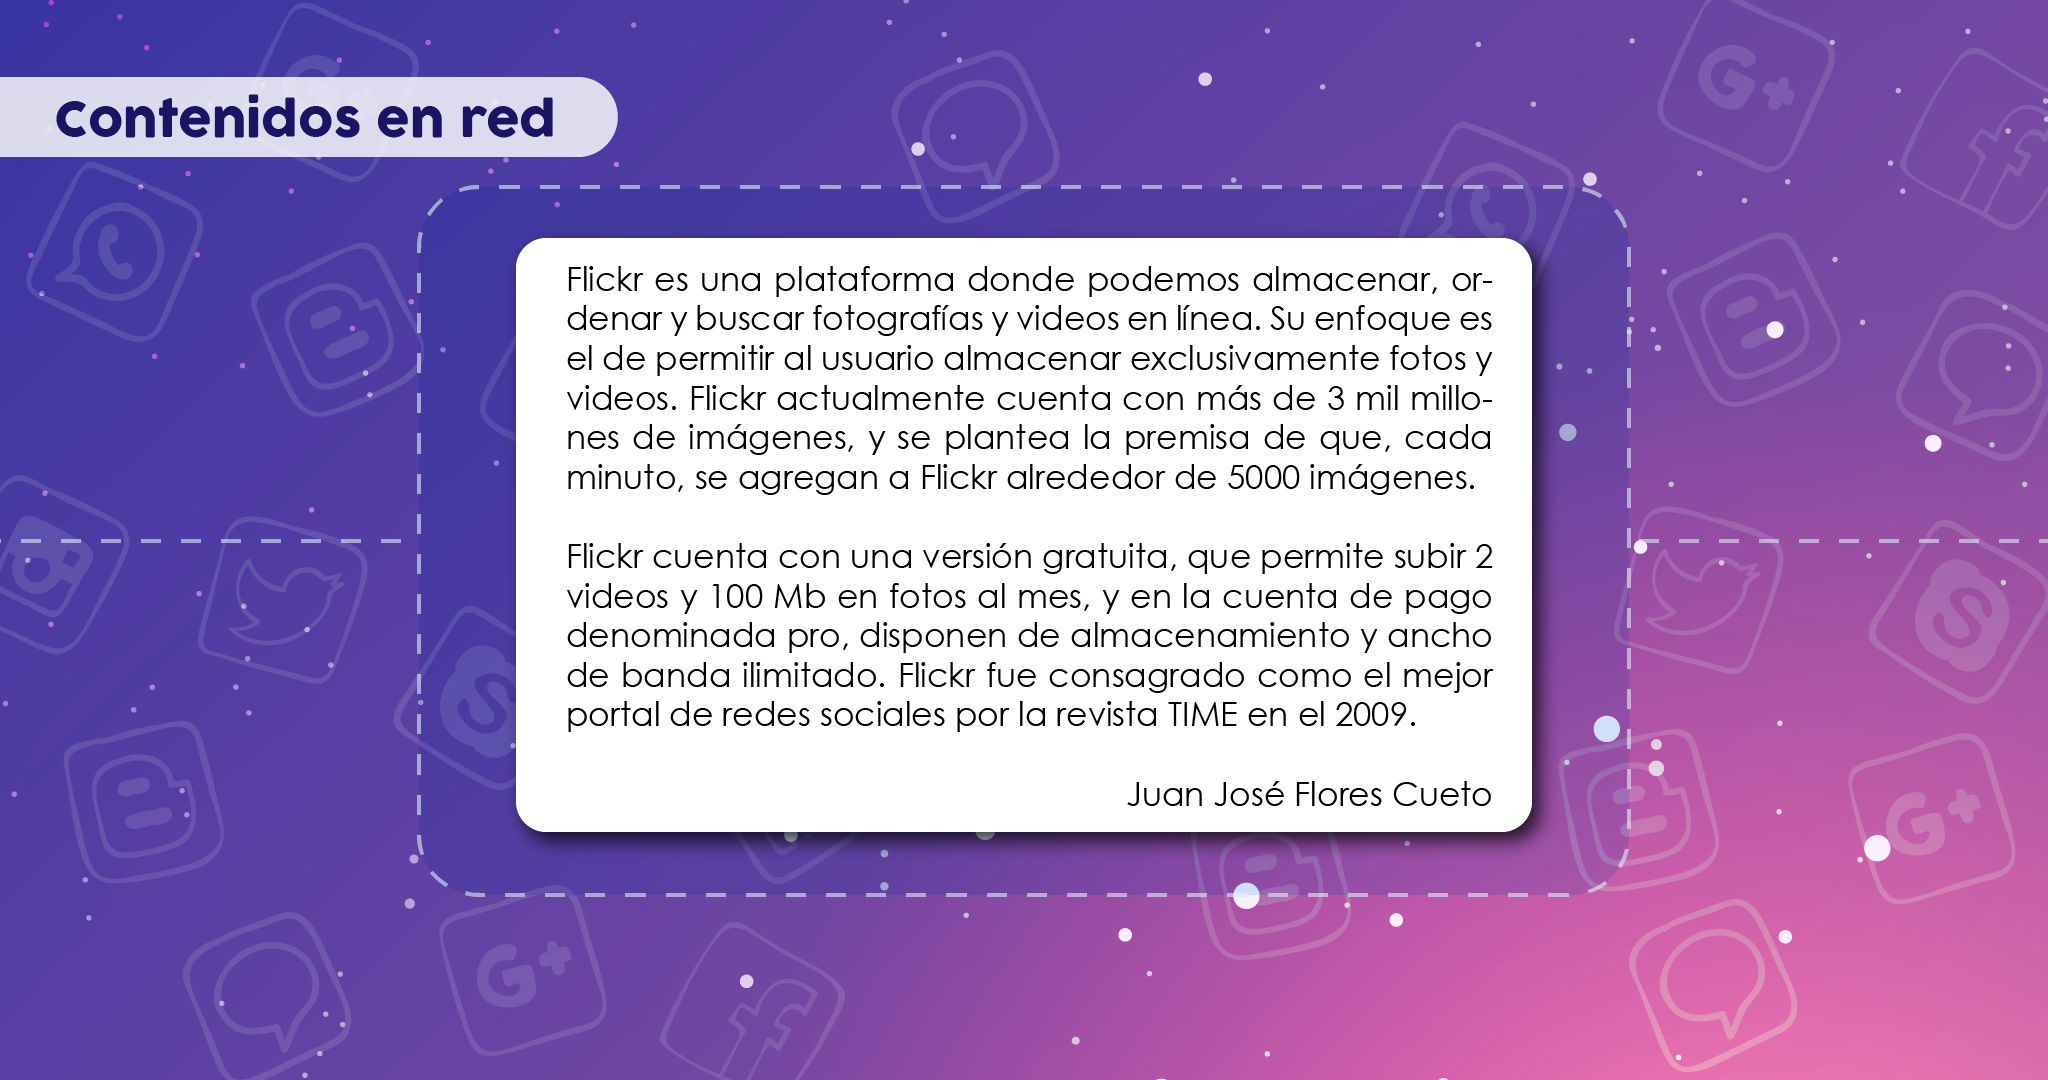 Contenidos en red
Flickr es una plataforma donde podemos almacenar, or-
denar y buscar fotografías y videos en línea. Su enfoque es
el de permitir al usuario almacenar exclusivamente fotos y
videos. Flickr actualmente cuenta con más de 3 mil millo-
nes de imágenes, y se plantea la premisa de que, cada
minuto, se agregan a Flickr alrededor de 5000 imágenes.
Flickr cuenta con una versión gratuita, que permite subir 2
videos y 100 Mb en fotos al mes, y en la cuenta de pago
denominada pro, disponen de almacenamiento y ancho
de banda ilimitado. Flickr fue consagrado como el mejor
portal de redes sociales por la revista TIME en el 2009.
Juan José Flores Cueto